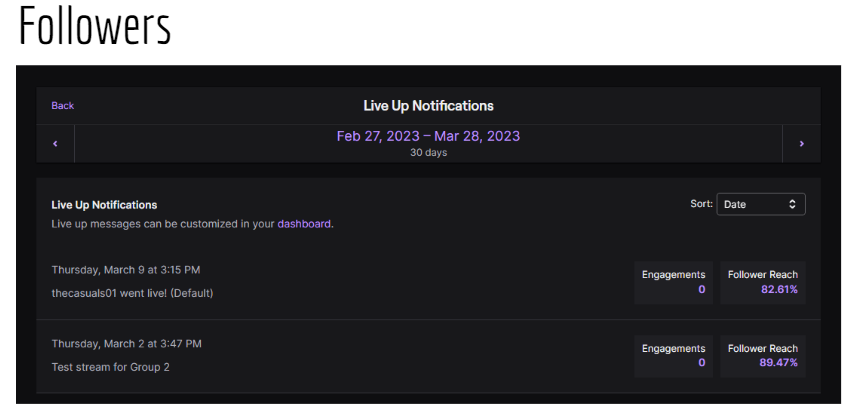 Followers
Back
Live Up Notifications
‹
Feb 27, 2023 – Mar 28, 2023
›
30 days
Live Up Notifications
Sort: Date
Live up messages can be customized in your dashboard.
Thursday, March 9 at 3:15 PM
thecasuals01 went live! (Default)
Engagements
0
Follower Reach
82.61%
Thursday, March 2 at 3:47 PM
Test stream for Group 2
Engagements
0
Follower Reach
89.47%